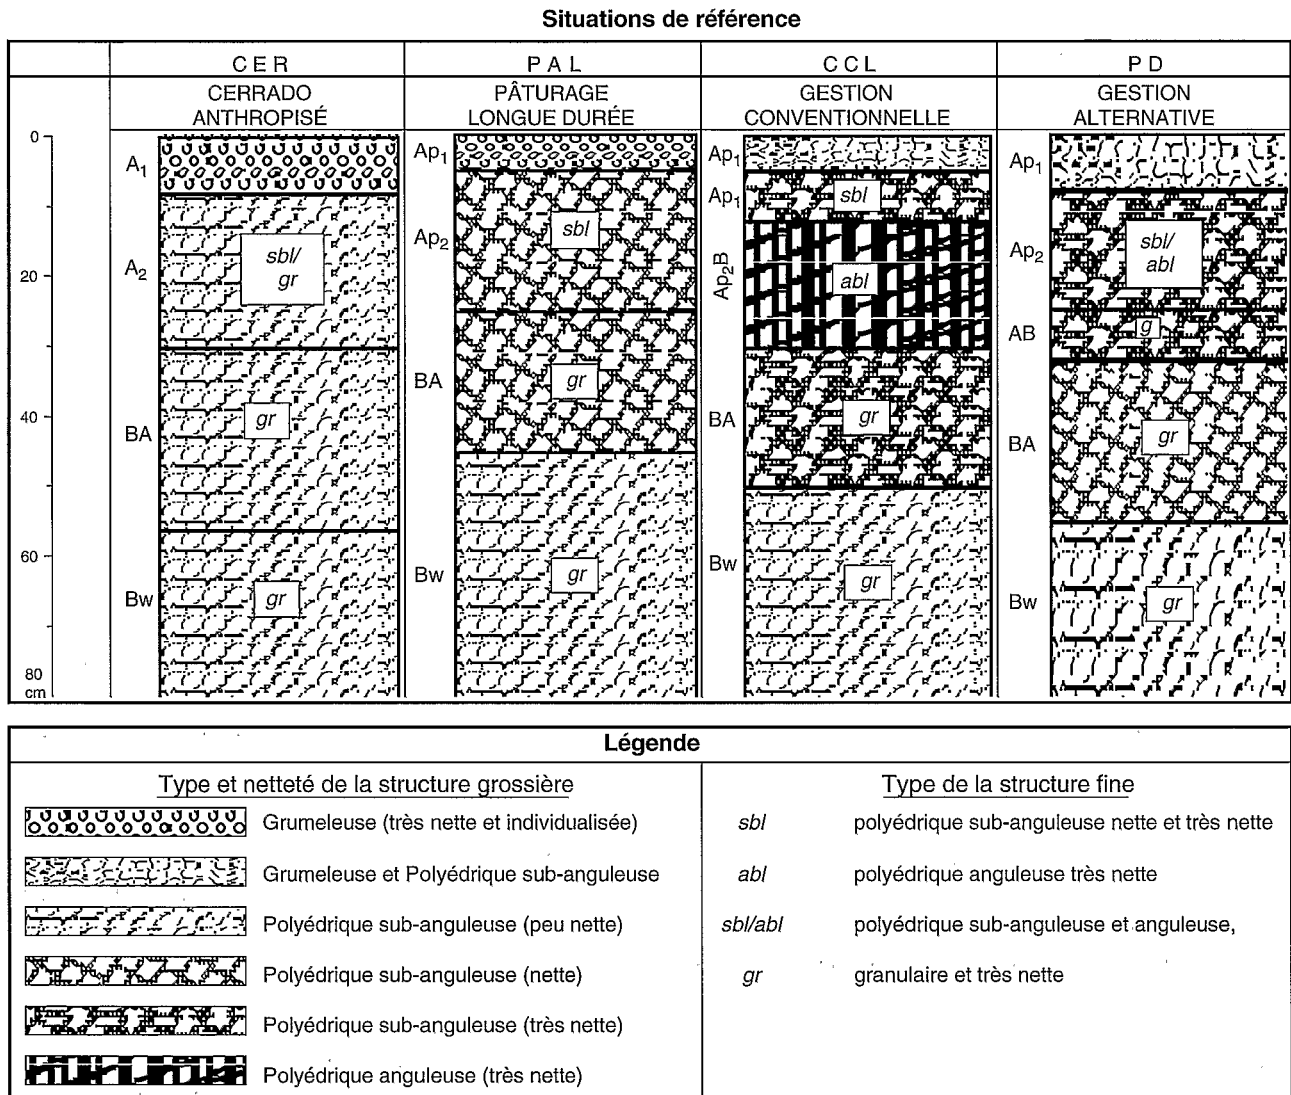 Situations de référence
CER PAL CCL PD
CERRADO ANTHROPISÉ
PÂTURAGE LONGUE DURÉE
GESTION CONVENTIONNELLE
GESTION ALTERNATIVE
0
20
40
60
80
cm
A1
A2
BA
Bw
sbl/
gr
gr
gr
Ap1
Ap2
BA
Bw
sbl
gr
gr
Ap1
Ap1
Ap2B
BA
Bw
sbl
abl
gr
gr
Ap1
Ap2
AB
BA
Bw
sbl/
abl
g
gr
gr
Légende
Type et netteté de la structure grossière
Grumeleuse (très nette et individualisée)
Grumeleuse et Polyédrique sub-anguleuse
Polyédrique sub-anguleuse (peu nette)
Polyédrique sub-anguleuse (nette)
Polyédrique sub-anguleuse (très nette)
Polyédrique anguleuse (très nette)
Type de la structure fine
sbl polyédrique sub-anguleuse nette et très nette
abl polyédrique anguleuse très nette
sbl/abl polyédrique sub-anguleuse et anguleuse,
gr granulaire et très nette